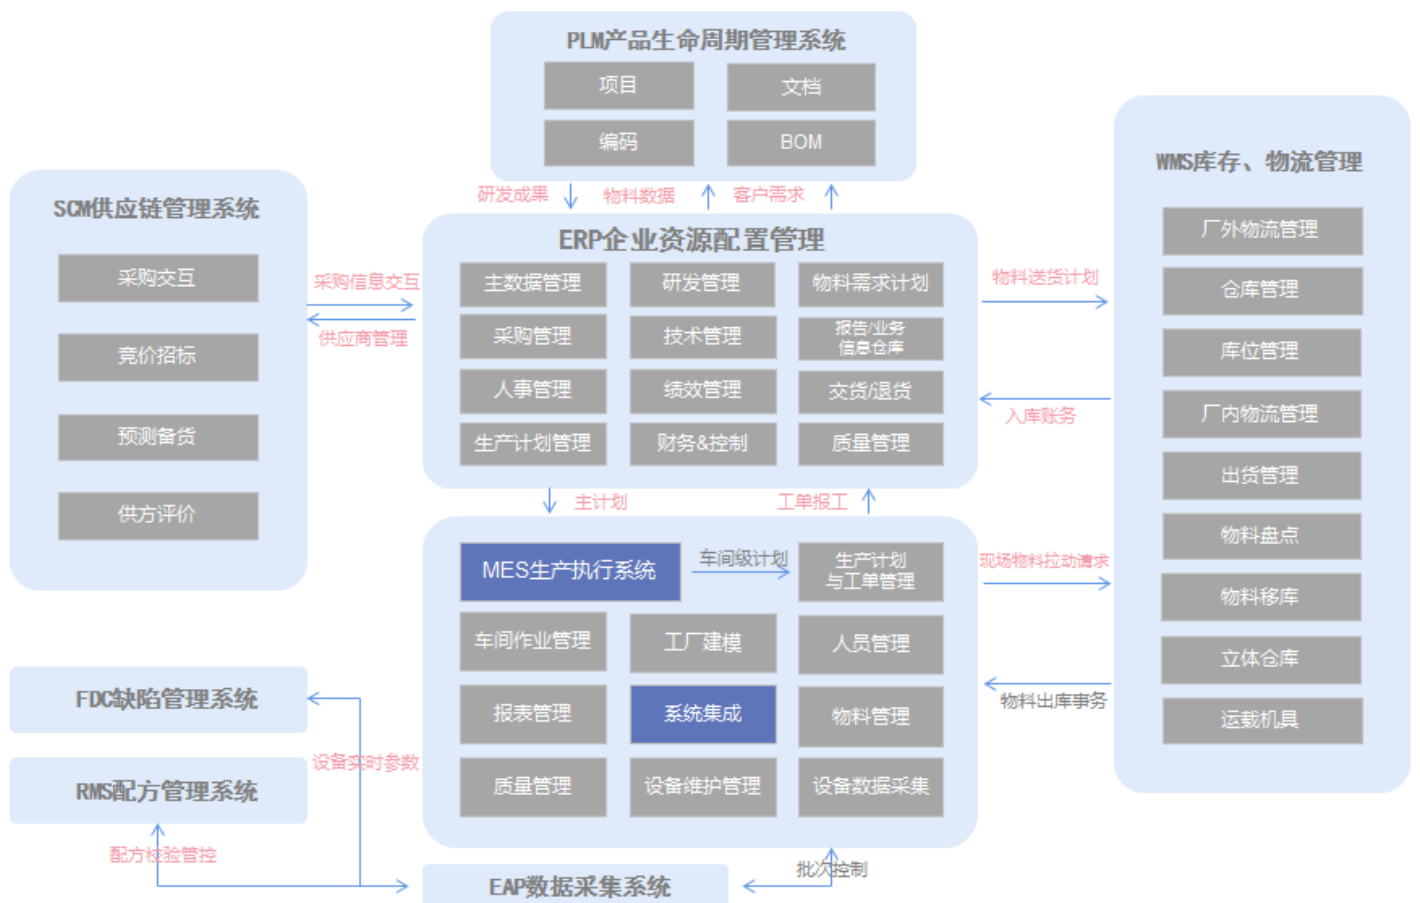 PLM产品生命周期管理系统
项目
文档
编码
BOM
研发成果
物料数据
客户需求
SCM供应链管理系统
采购交互
竞价招标
预测备货
供方评价
采购信息交互
供应商管理
ERP企业资源配置管理
主数据管理
研发管理
物料需求计划
采购管理
技术管理
报告/业务
信息仓库
人事管理
绩效管理
交货/退货
生产计划管理
财务&控制
质量管理
物料送货计划
入库账务
WMS库存、物流管理
厂外物流管理
仓库管理
库位管理
厂内物流管理
出货管理
物料盘点
物料移库
立体仓库
运载机具
主计划
工单报工
MES生产执行系统
车间级计划
生产计划
与工单管理
车间作业管理
工厂建模
人员管理
报表管理
系统集成
物料管理
质量管理
设备维护管理
设备数据采集
现场物料拉动请求
物料出库事务
FDC缺陷管理系统
设备实时参数
RMS配方管理系统
配方校验管控
EAP数据采集系统
批次控制